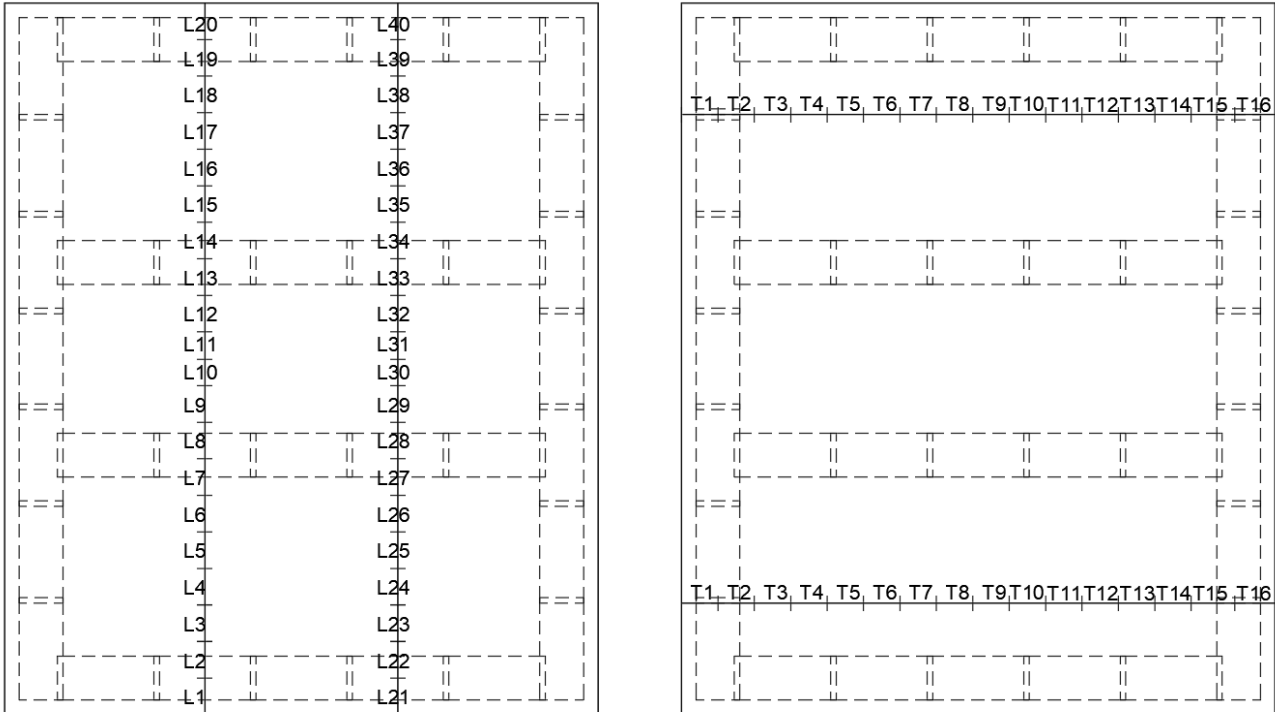 L20 L40
L19 L39
L18 L38
T1 T2 T3 T4 T5 T6 T7 T8 T9 T10 T11 T12 T13 T14 T15 T16
L17 L37
L16 L36
L15 L35
L14 L34
L13 L33
L12 L32
L11 L31
L10 L30
L9 L29
L8 L28
L7 L27
L6 L26
L5 L25
L4 L24
T1 T2 T3 T4 T5 T6 T7 T8 T9 T10 T11 T12 T13 T14 T15 T16
L3 L23
L2 L22
L1 L21